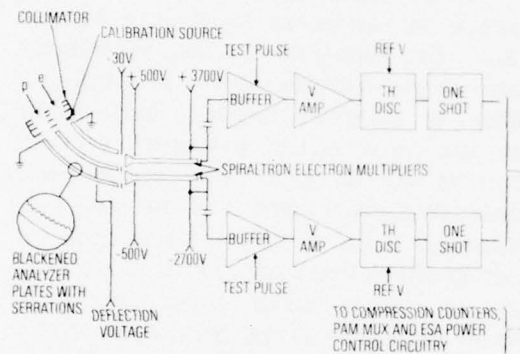 COLLIMATOR
CALIBRATION SOURCE
-30V
+500V
+3700V
TEST PULSE
REF V
p
e
BUFFER
V
AMP
TH
DISC
ONE
SHOT
SPIRALTRON ELECTRON MULTIPLIERS
-500V
-2700V
BUFFER
V
AMP
TH
DISC
ONE
SHOT
TEST PULSE
REF V
BLACKENED
ANALYZER
PLATES WITH
SERRATIONS
DEFLECTION
VOLTAGE
TO COMPRESSION COUNTERS,
PAM MUX AND ESA POWER
CONTROL CIRCUITRY